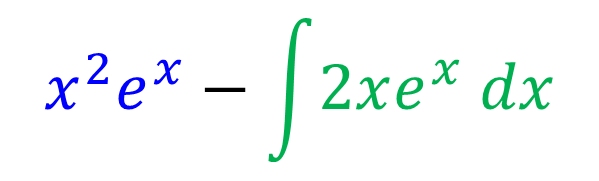 x²eˣ − ∫ 2xeˣ dx